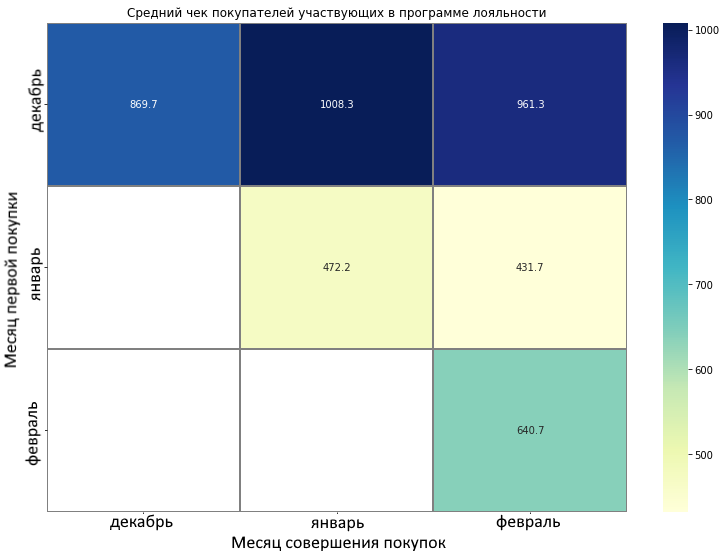 Средний чек покупателей участвующих в программе лояльности
декабрь
869.7
1008.3
961.3
январь
472.2
431.7
февраль
640.7
Месяц первой покупки
декабрь
январь
февраль
Месяц совершения покупок
1000
900
800
700
600
500